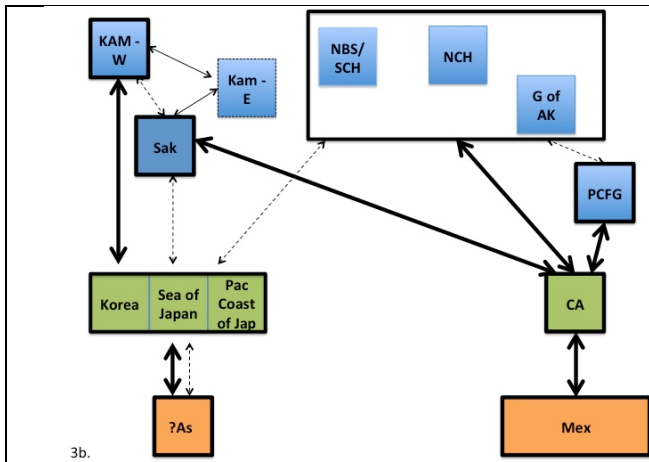 KAM -
W
Kam -
E
Sak
NBS/
SCH
NCH
G of
AK
PCFG
Korea
Sea of
Japan
Pac
Coast
of Jap
CA
?As
Mex
3b.